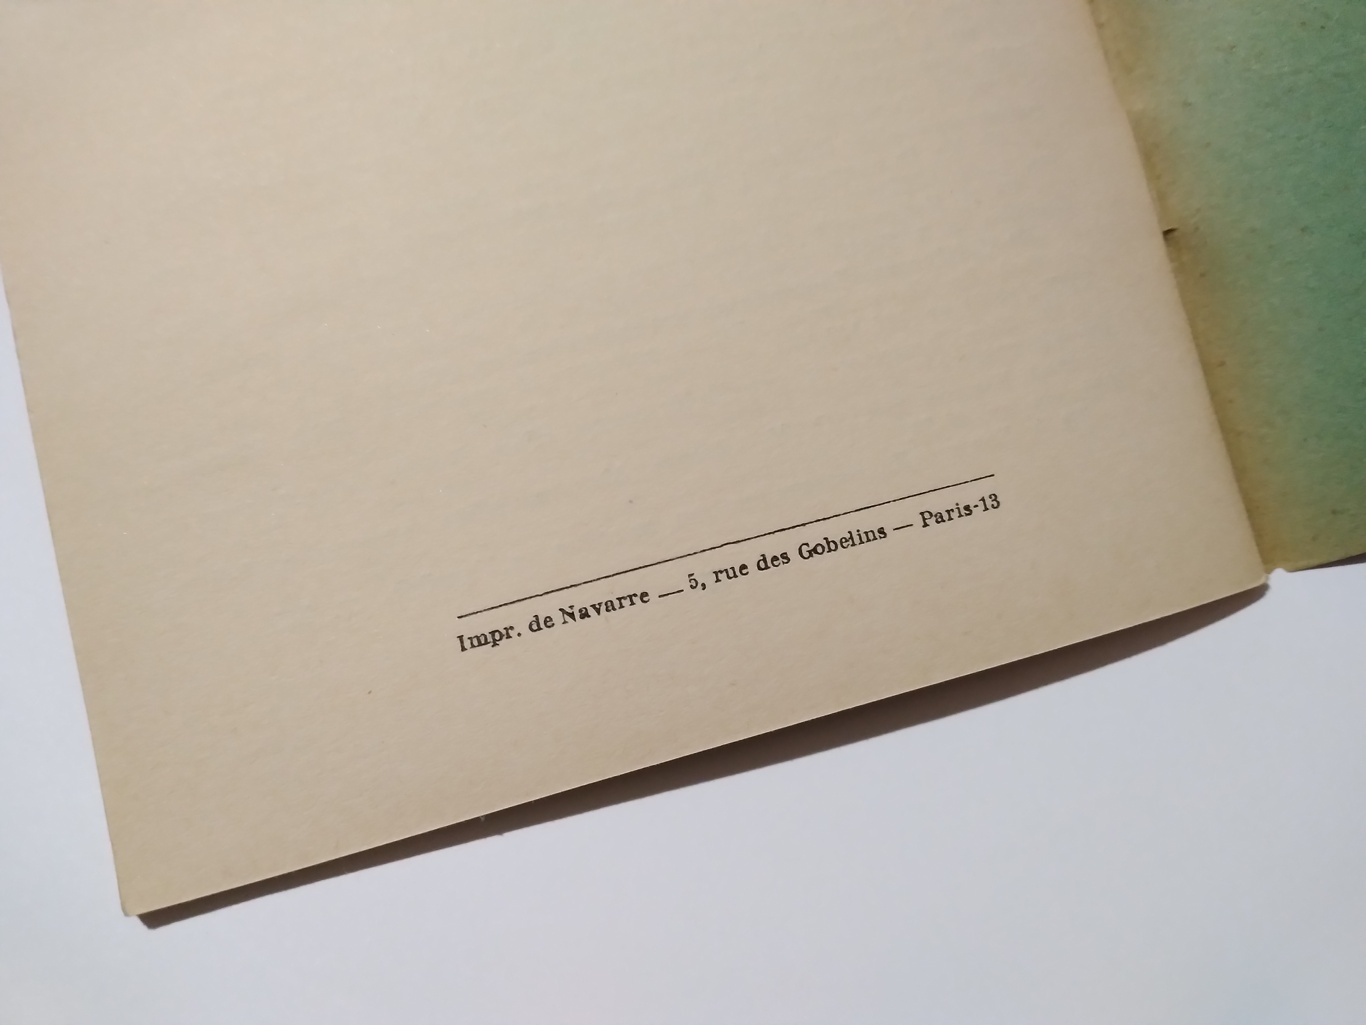 Impr. de Navarre — 5, rue des Gobelins — Paris-13